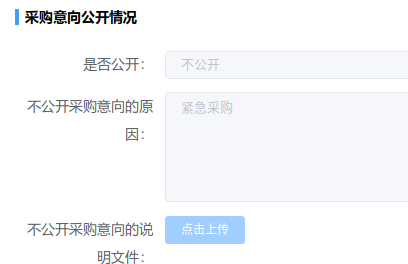 采购意向公开情况
是否公开：
不公开
不公开采购意向的原
因：
紧急采购
不公开采购意向的说
明文件：
点击上传